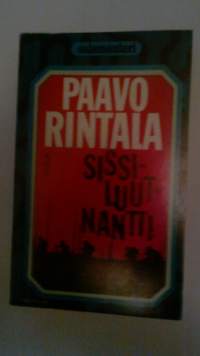 PAAVO
RINTALA
SISSI-
LUUT-
NANTTI